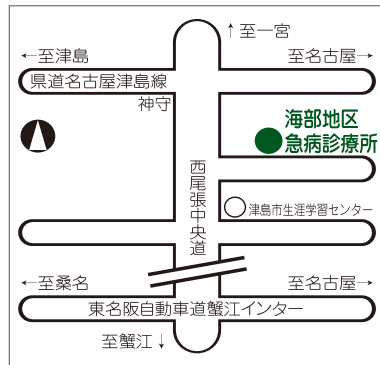 ↑至一宮
←至津島
至名古屋→
県道名古屋津島線
神守
海部地区
急病診療所
西尾張中央道
津島市生涯学習センター
←至桑名
至名古屋→
東名阪自動車道蟹江インター
至蟹江↓